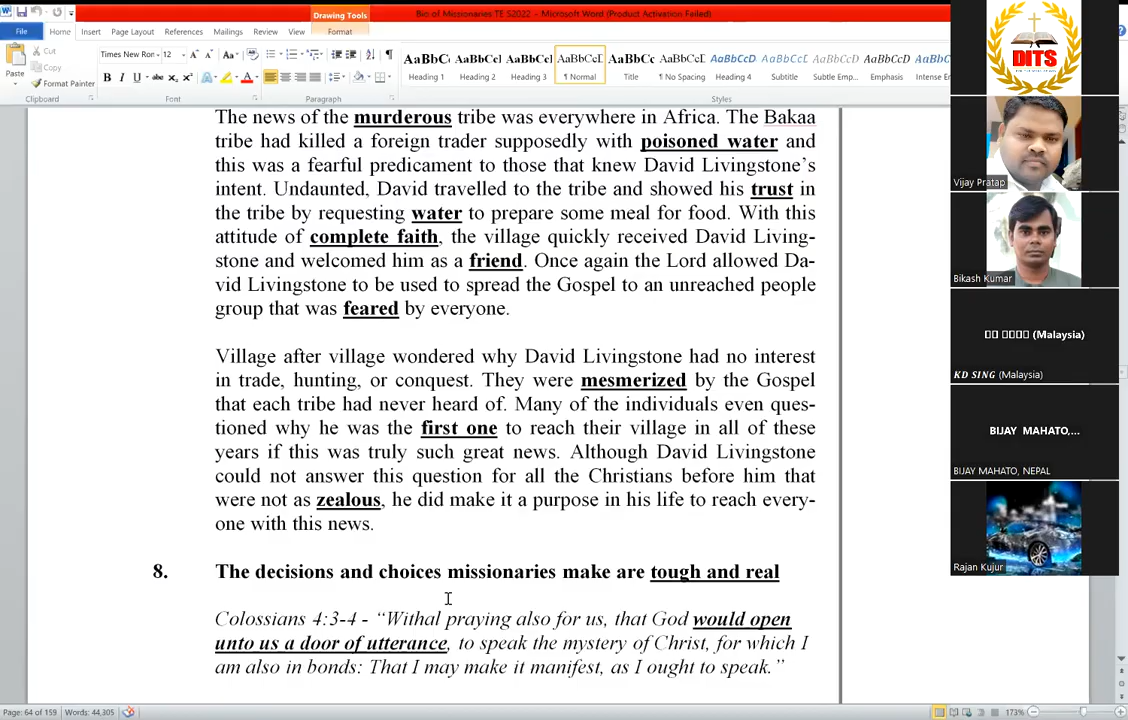 Drawing Tools
Bio of Missionaries TE S2022 - Microsoft Word (Product Activation Failed)
File Home Insert Page Layout References Mailings Review View Format
Cut
Copy
Format Painter
Paste
Times New Ron 12
AaBbCc AaBbCcI AaBbCcI AaBbCcL AaBbC AaBbCcL AaBbCcD AaBbCcL AaBbCcL AaBbCcL AaBbC
Heading 1 Heading 2 Heading 3 ¶ Normal Title ¶ No Spacing Heading 4 Subtitle Subtle Emp... Emphasis Intense E
Clipboard Font Paragraph Styles
The news of the murderous tribe was everywhere in Africa. The Bakaa
tribe had killed a foreign trader supposedly with poisoned water and
this was a fearful predicament to those that knew David Livingstone's
intent. Undaunted, David travelled to the tribe and showed his trust in
the tribe by requesting water to prepare some meal for food. With this
attitude of complete faith, the village quickly received David Living-
stone and welcomed him as a friend. Once again the Lord allowed Da-
vid Livingstone to be used to spread the Gospel to an unreached people
group that was feared by everyone.
Village after village wondered why David Livingstone had no interest
in trade, hunting, or conquest. They were mesmerized by the Gospel
that each tribe had never heard of. Many of the individuals even ques-
tioned why he was the first one to reach their village in all of these
years if this was truly such great news. Although David Livingstone
could not answer this question for all the Christians before him that
were not as zealous, he did make it a purpose in his life to reach every-
one with this news.
8. The decisions and choices missionaries make are tough and real
Colossians 4:3-4 - “Withal praying also for us, that God would open
unto us a door of utterance, to speak the mystery of Christ, for which I
am also in bonds: That I may make it manifest, as I ought to speak.”
Page: 64 of 159 Words: 44,305
173%
DITS
Vijay Pratap
Bikash Kumar
(Malaysia)
KD SING (Malaysia)
BIJAY MAHATO,...
BIJAY MAHATO, NEPAL
Rajan Kujur